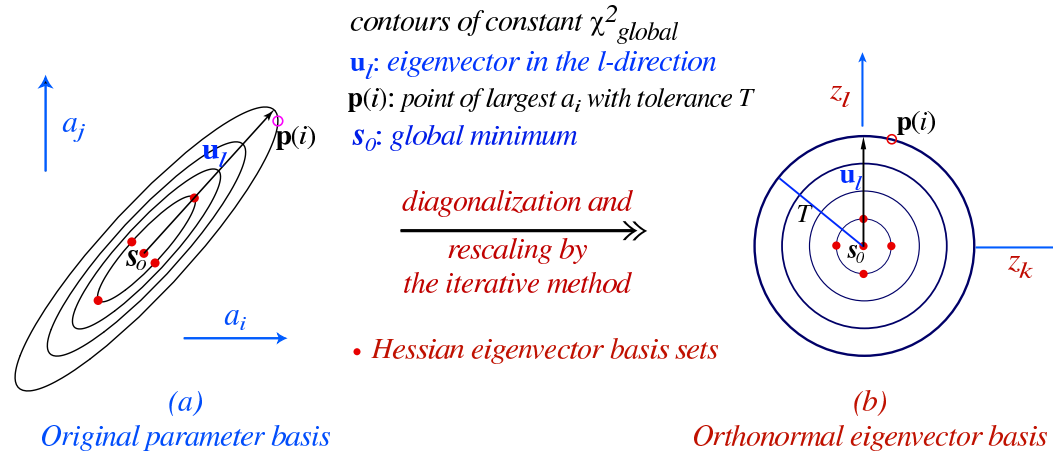 contours of constant χ²global
u_l: eigenvector in the l-direction
p(i): point of largest a_i with tolerance T
s_0: global minimum
a_j
u_l
p(i)
s_0
a_i
(a)
Original parameter basis
diagonalization and
rescaling by
the iterative method
• Hessian eigenvector basis sets
z_l
p(i)
u_l
T
s_0
z_k
(b)
Orthonormal eigenvector basis